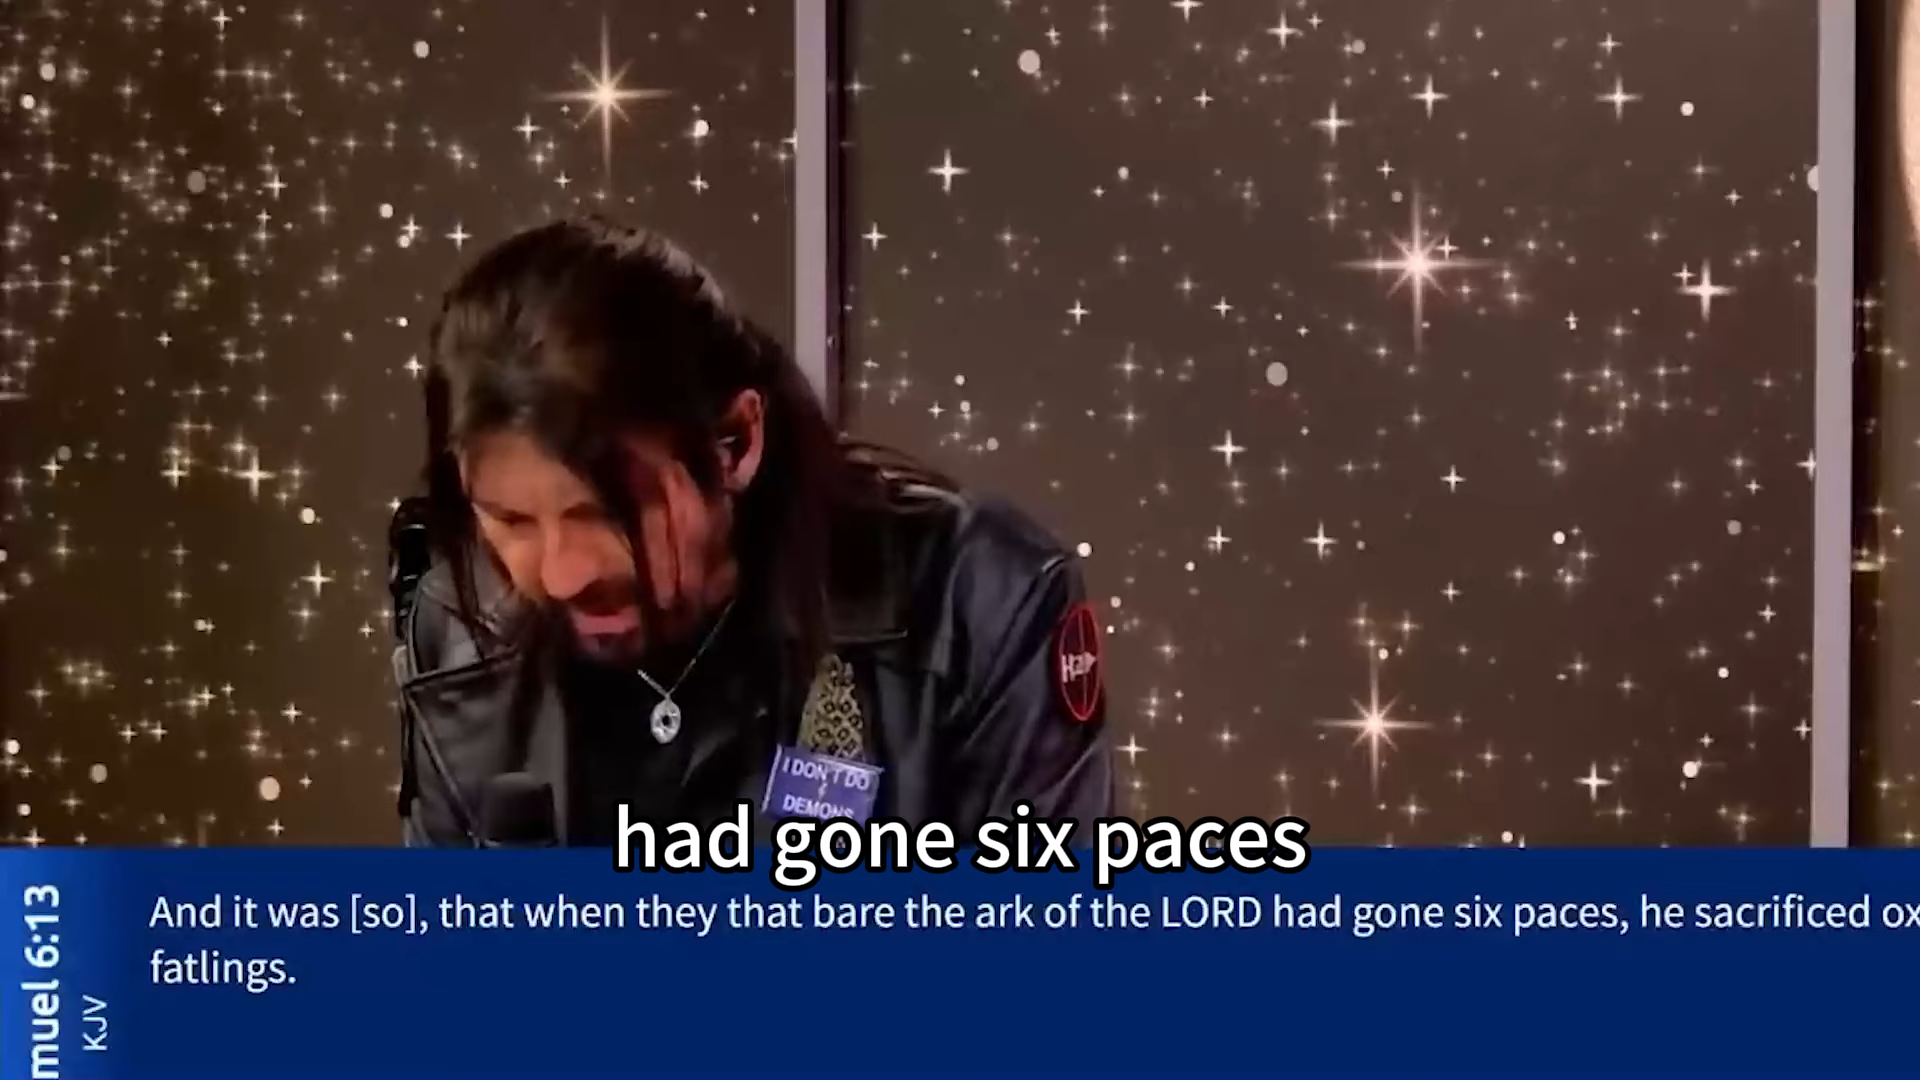 H2O
I DON'T DO
DEMONS
had gone six paces
And it was [so], that when they that bare the ark of the LORD had gone six paces, he sacrificed ox
fatlings.
muel 6:13
KJV